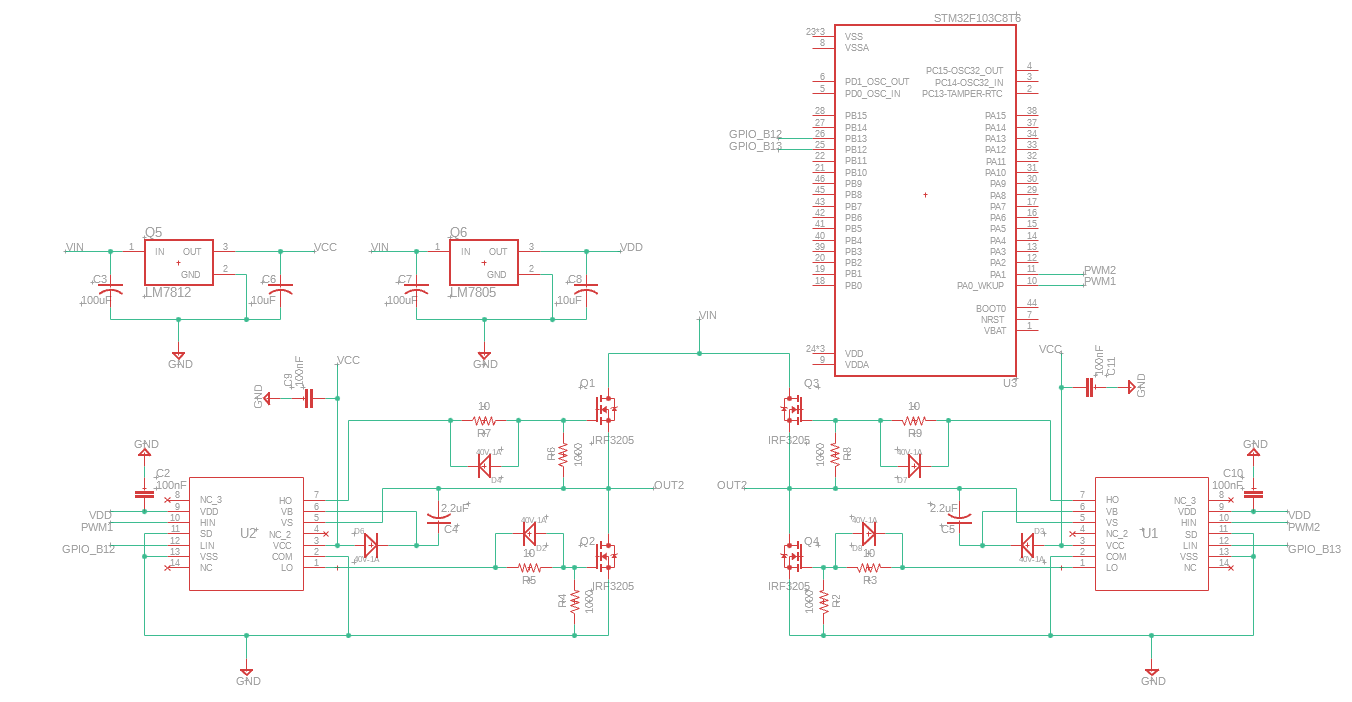 STM32F103C8T6
23*3 VSS
8 VSSA
PC15-OSC32_OUT 4
6 PD1_OSC_OUT PC14-OSC32_IN 3
5 PD0_OSC_IN PC13-TAMPER-RTC 2
28 PB15 PA15 38
27 PB14 PA14 37
GPIO_B12 26 PB13 PA13 34
GPIO_B13 25 PB12 PA12 33
22 PB11 PA11 32
21 PB10 PA10 31
46 PB9 PA9 30
45 PB8 PA8 29
43 PB7 PA7 17
42 PB6 PA6 16
41 PB5 PA5 15
40 PB4 PA4 14
39 PB3 PA3 13
20 PB2 PA2 12
19 PB1 PA1 11 PWM2
18 PB0 PA0_WKUP 10 PWM1
BOOT0 44
NRST 7
VBAT 1
24*3 VDD
9 VDDA
U3
Q5
VIN 1 IN OUT 3 VCC
GND 2
C3 100uF
LM7812
C6 10uF
GND
Q6
VIN 1 IN OUT 3 VDD
GND 2
C7 100uF
LM7805
C8 10uF
GND
VIN
VCC
C9 100nF
GND
Q1
IRF3205
10
R7
40V-1A
D4
R6 1000
OUT2
GND
C2
100nF
8 NC_3 HO 7
VDD 9 VDD VB 6
PWM1 10 HIN VS 5
11 SD NC_2 4
GPIO_B12 12 LIN VCC 3
13 VSS COM 2
14 NC LO 1
U2
D6
40V-1A
2.2uF
C4
40V-1A
D2
10
R5
Q2
IRF3205
R4 1000
GND
Q3
IRF3205
10
R9
40V-1A
D7
1000 R8
OUT2
VCC
100nF C11
GND
2.2uF
C5
D3
40V-1A
40V-1A
D8
10
R3
Q4
IRF3205
1000 R2
GND
C10
100nF
7 HO NC_3 8
6 VB VDD 9 VDD
5 VS HIN 10 PWM2
4 NC_2 SD 11
3 VCC LIN 12 GPIO_B13
2 COM VSS 13
1 LO NC 14
U1
GND